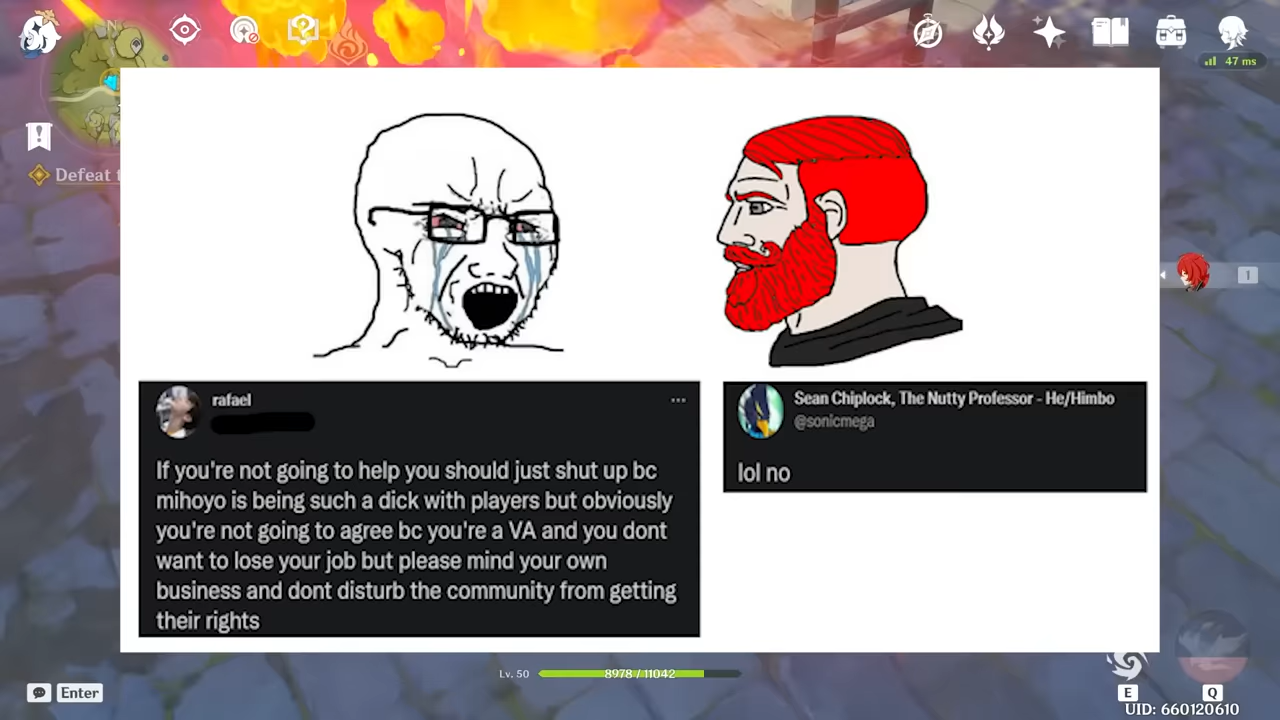 N
47 ms
Defeat t
1
rafael
...
If you're not going to help you should just shut up bc
mihoyo is being such a dick with players but obviously
you're not going to agree bc you're a VA and you dont
want to lose your job but please mind your own
business and dont disturb the community from getting
their rights
Sean Chiplock, The Nutty Professor - He/Himbo
@sonicmega
lol no
Lv. 50
8978 / 11042
Enter
E
Q
UID: 660120610